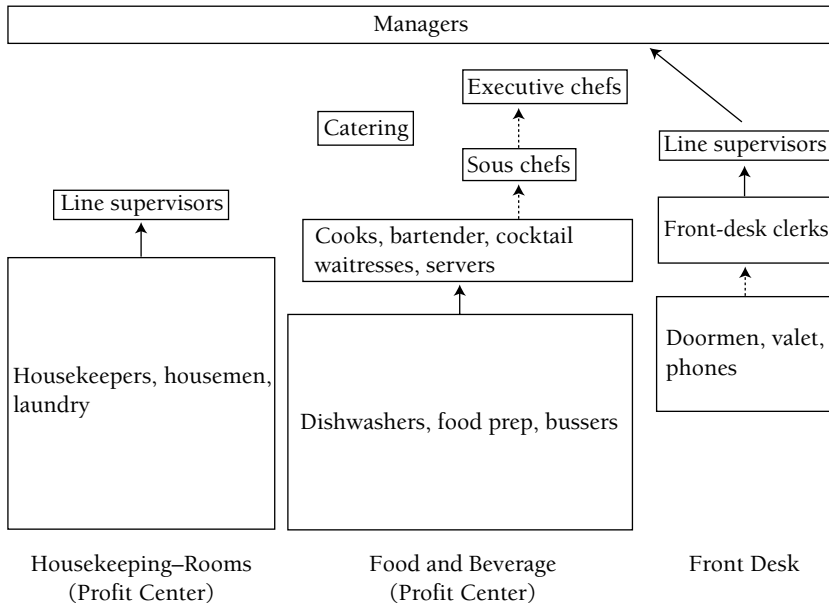 Managers
Executive chefs
Catering
Line supervisors
Sous chefs
Line supervisors
Cooks, bartender, cocktail
waitresses, servers
Front-desk clerks
Housekeepers, housemen,
laundry
Dishwashers, food prep, bussers
Doormen, valet,
phones
Housekeeping–Rooms
(Profit Center)
Food and Beverage
(Profit Center)
Front Desk